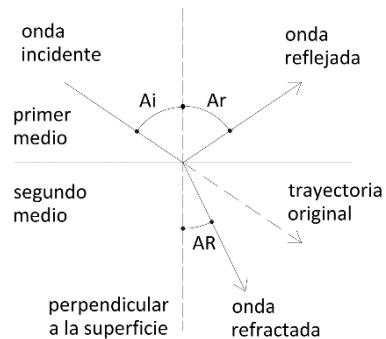 onda
incidente
onda
reflejada
Ai
Ar
primer
medio
segundo
medio
trayectoria
original
AR
perpendicular
a la superficie
onda
refractada